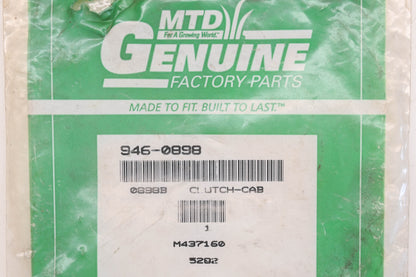 MTD
For A Growing World.™
GENUINE
FACTORY-PARTS
MADE TO FIT. BUILT TO LAST.™
946-0898
0898B CLUTCH-CAB
1
M437160
5282